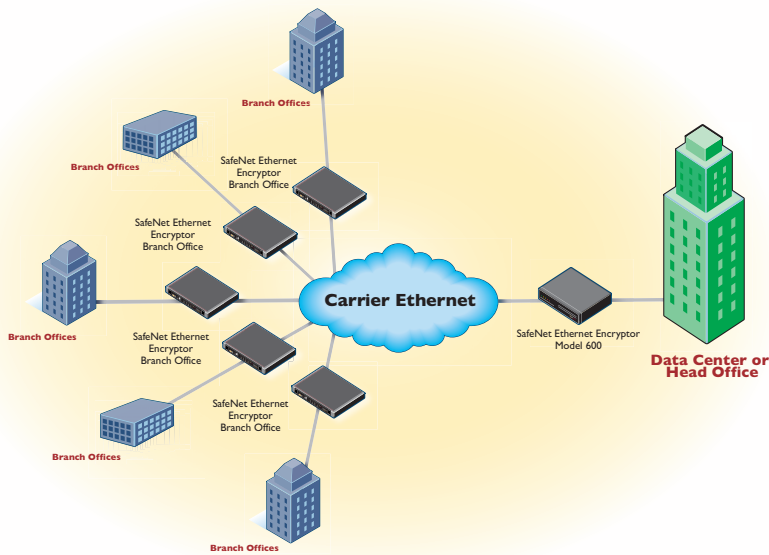 Branch Offices
SafeNet Ethernet
Encryptor
Branch Office
Branch Offices
SafeNet Ethernet
Encryptor
Branch Office
Carrier Ethernet
Branch Offices
SafeNet Ethernet
Encryptor
Branch Office
SafeNet Ethernet Encryptor
Model 600
Data Center or
Head Office
SafeNet Ethernet
Encryptor
Branch Office
Branch Offices
Branch Offices